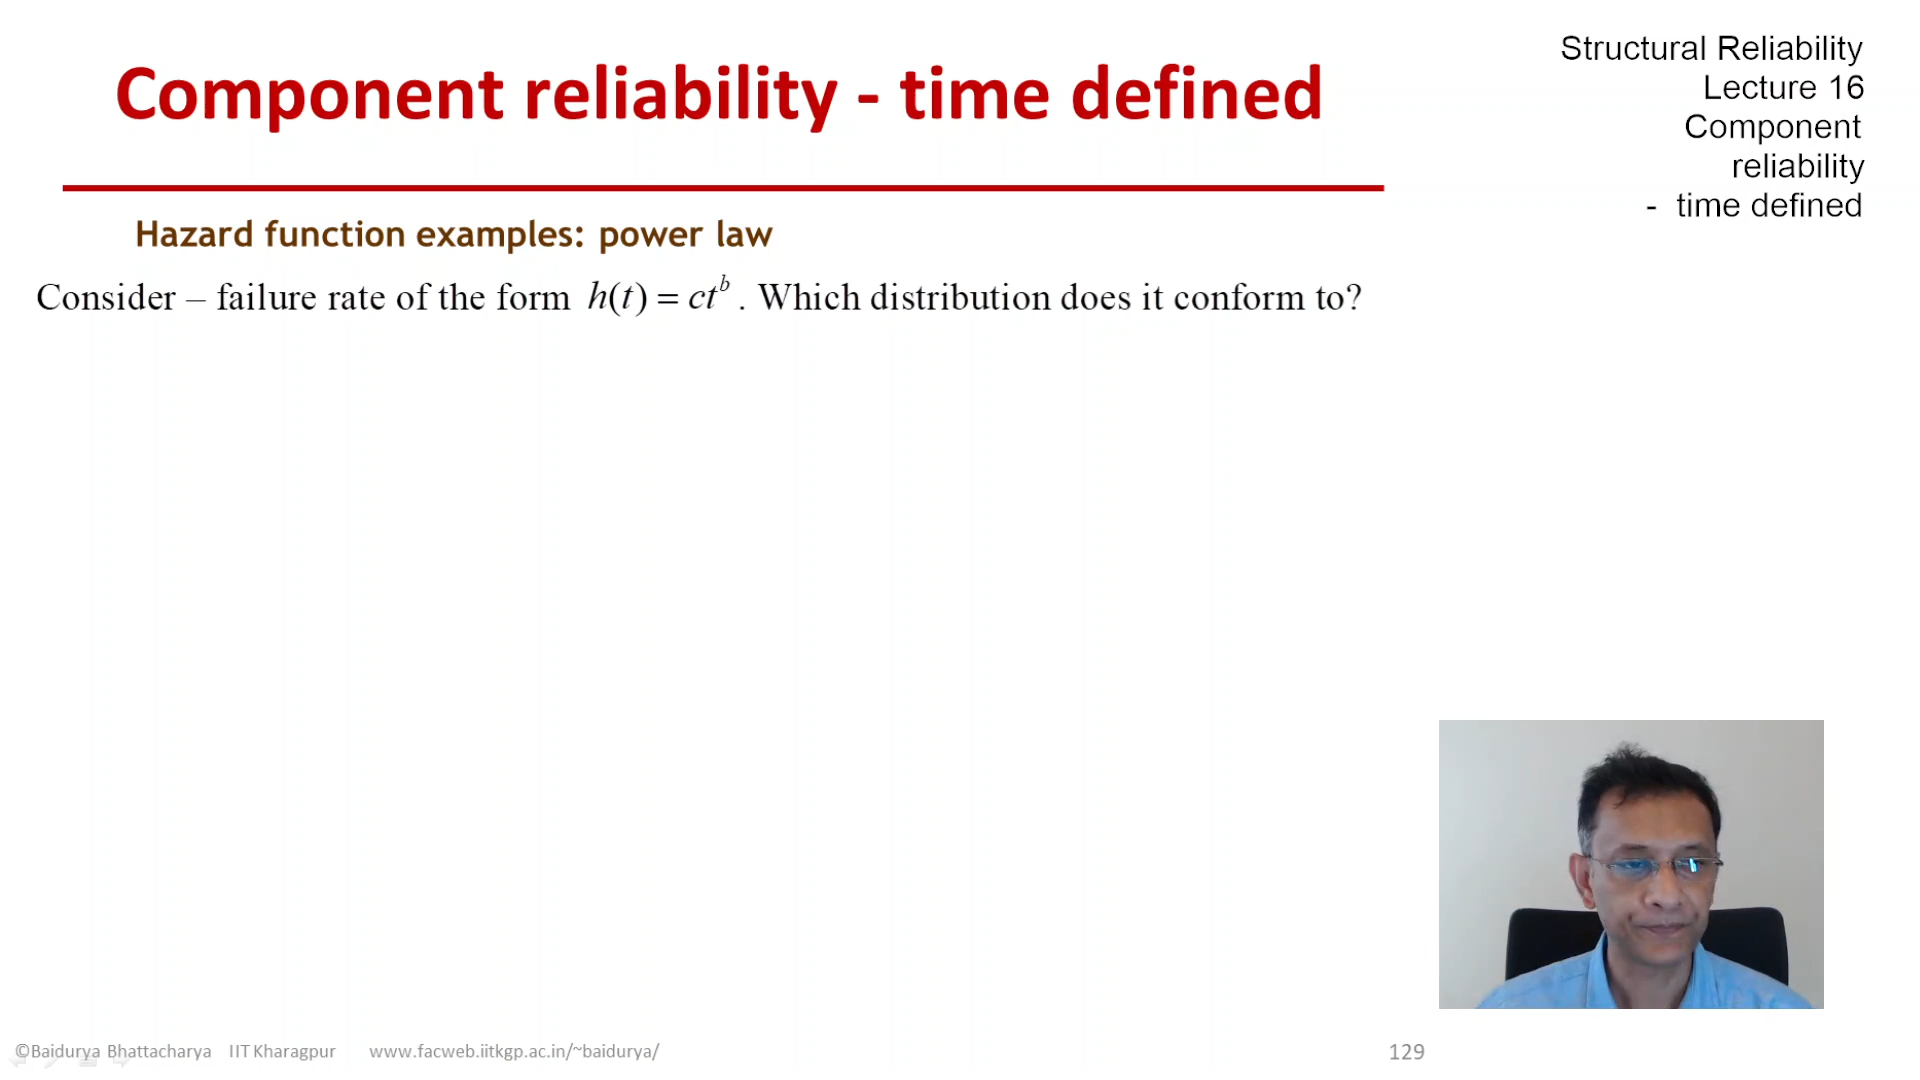 Component reliability - time defined
Structural Reliability
Lecture 16
Component
reliability
- time defined
Hazard function examples: power law
Consider – failure rate of the form h(t) = ct^b . Which distribution does it conform to?
©Baidurya Bhattacharya IIT Kharagpur www.facweb.iitkgp.ac.in/~baidurya/
129